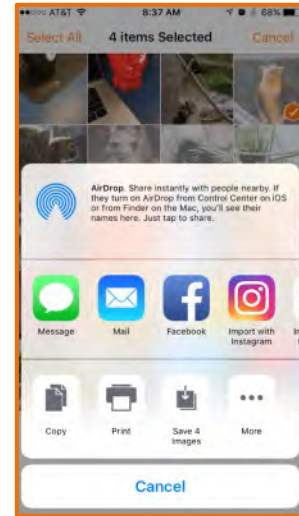 AT&T 8:37 AM 68%
Select All 4 items Selected Cancel
AirDrop. Share instantly with people nearby. If
they turn on AirDrop from Control Center on iOS
or from Finder on the Mac, you'll see their
names here. Just tap to share.
Message Mail Facebook Import with
Instagram
Copy Print Save 4
Images More
Cancel